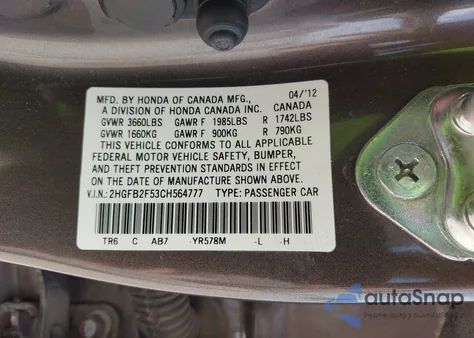 MFD. BY HONDA OF CANADA MFG., 04/12
A DIVISION OF HONDA CANADA INC. CANADA
GVWR 3660LBS GAWR F 1985LBS R 1742LBS
GVWR 1660KG GAWR F 900KG R 790KG
THIS VEHICLE CONFORMS TO ALL APPLICABLE
FEDERAL MOTOR VEHICLE SAFETY, BUMPER,
AND THEFT PREVENTION STANDARDS IN EFFECT
ON THE DATE OF MANUFACTURE SHOWN ABOVE.
V.I.N.: 2HGFB2F53CH564777 TYPE: PASSENGER CAR
TR6 C AB7 -YR578M -L -H
autoSnap